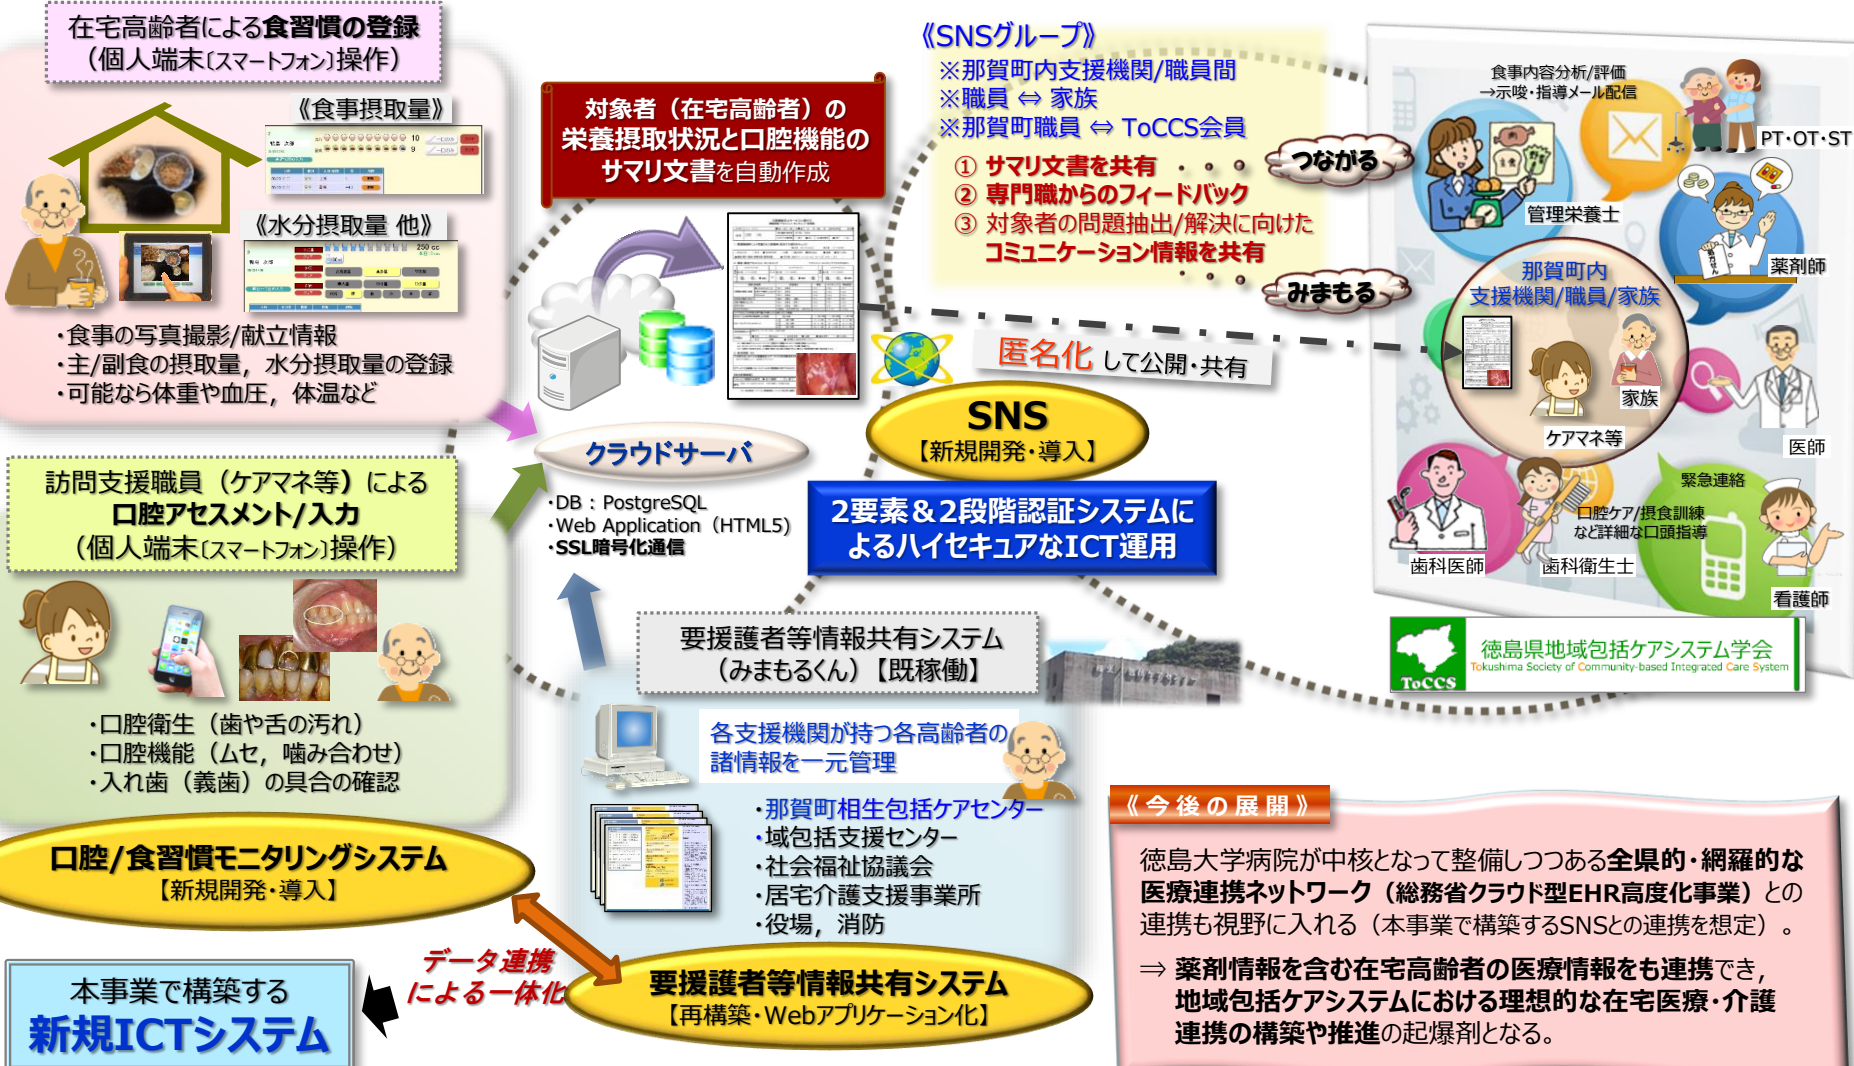 在宅高齢者による食習慣の登録
（個人端末〔スマートフォン〕操作）
《食事摂取量》
10
9
《水分摂取量 他》
250 cc
・食事の写真撮影/献立情報
・主/副食の摂取量，水分摂取量の登録
・可能なら体重や血圧，体温など
訪問支援職員（ケアマネ等）による
口腔アセスメント/入力
（個人端末〔スマートフォン〕操作）
・口腔衛生（歯や舌の汚れ）
・口腔機能（ムセ，噛み合わせ）
・入れ歯（義歯）の具合の確認
口腔/食習慣モニタリングシステム
【新規開発・導入】
本事業で構築する
新規ICTシステム
データ連携
による一体化
対象者（在宅高齢者）の
栄養摂取状況と口腔機能の
サマリ文書を自動作成
クラウドサーバ
・DB：PostgreSQL
・Web Application（HTML5）
・SSL暗号化通信
要援護者等情報共有システム
（みまもるくん）【既稼働】
各支援機関が持つ各高齢者の
諸情報を一元管理
・那賀町相生包括ケアセンター
・域包括支援センター
・社会福祉協議会
・居宅介護支援事業所
・役場，消防
要援護者等情報共有システム
【再構築・Webアプリケーション化】
《SNSグループ》
※那賀町内支援機関/職員間
※職員 ⇔ 家族
※那賀町職員 ⇔ ToCCS会員
① サマリ文書を共有
② 専門職からのフィードバック
③ 対象者の問題抽出/解決に向けた
コミュニケーション情報を共有
つながる
みまもる
匿名化 して公開・共有
SNS
【新規開発・導入】
2要素＆2段階認証システムに
よるハイセキュアなICT運用
食事内容分析/評価
→示唆・指導メール配信
PT・OT・ST
管理栄養士
薬剤師
那賀町内
支援機関/職員/家族
家族
ケアマネ等
医師
緊急連絡
口腔ケア/摂食訓練
など詳細な口頭指導
歯科医師
歯科衛生士
看護師
ToCCS
徳島県地域包括ケアシステム学会
Tokushima Society of Community-based Integrated Care System
《今後の展開》
徳島大学病院が中核となって整備しつつある全県的・網羅的な
医療連携ネットワーク（総務省クラウド型EHR高度化事業）との
連携も視野に入れる（本事業で構築するSNSとの連携を想定）。
⇒ 薬剤情報を含む在宅高齢者の医療情報をも連携でき，
地域包括ケアシステムにおける理想的な在宅医療・介護
連携の構築や推進の起爆剤となる。